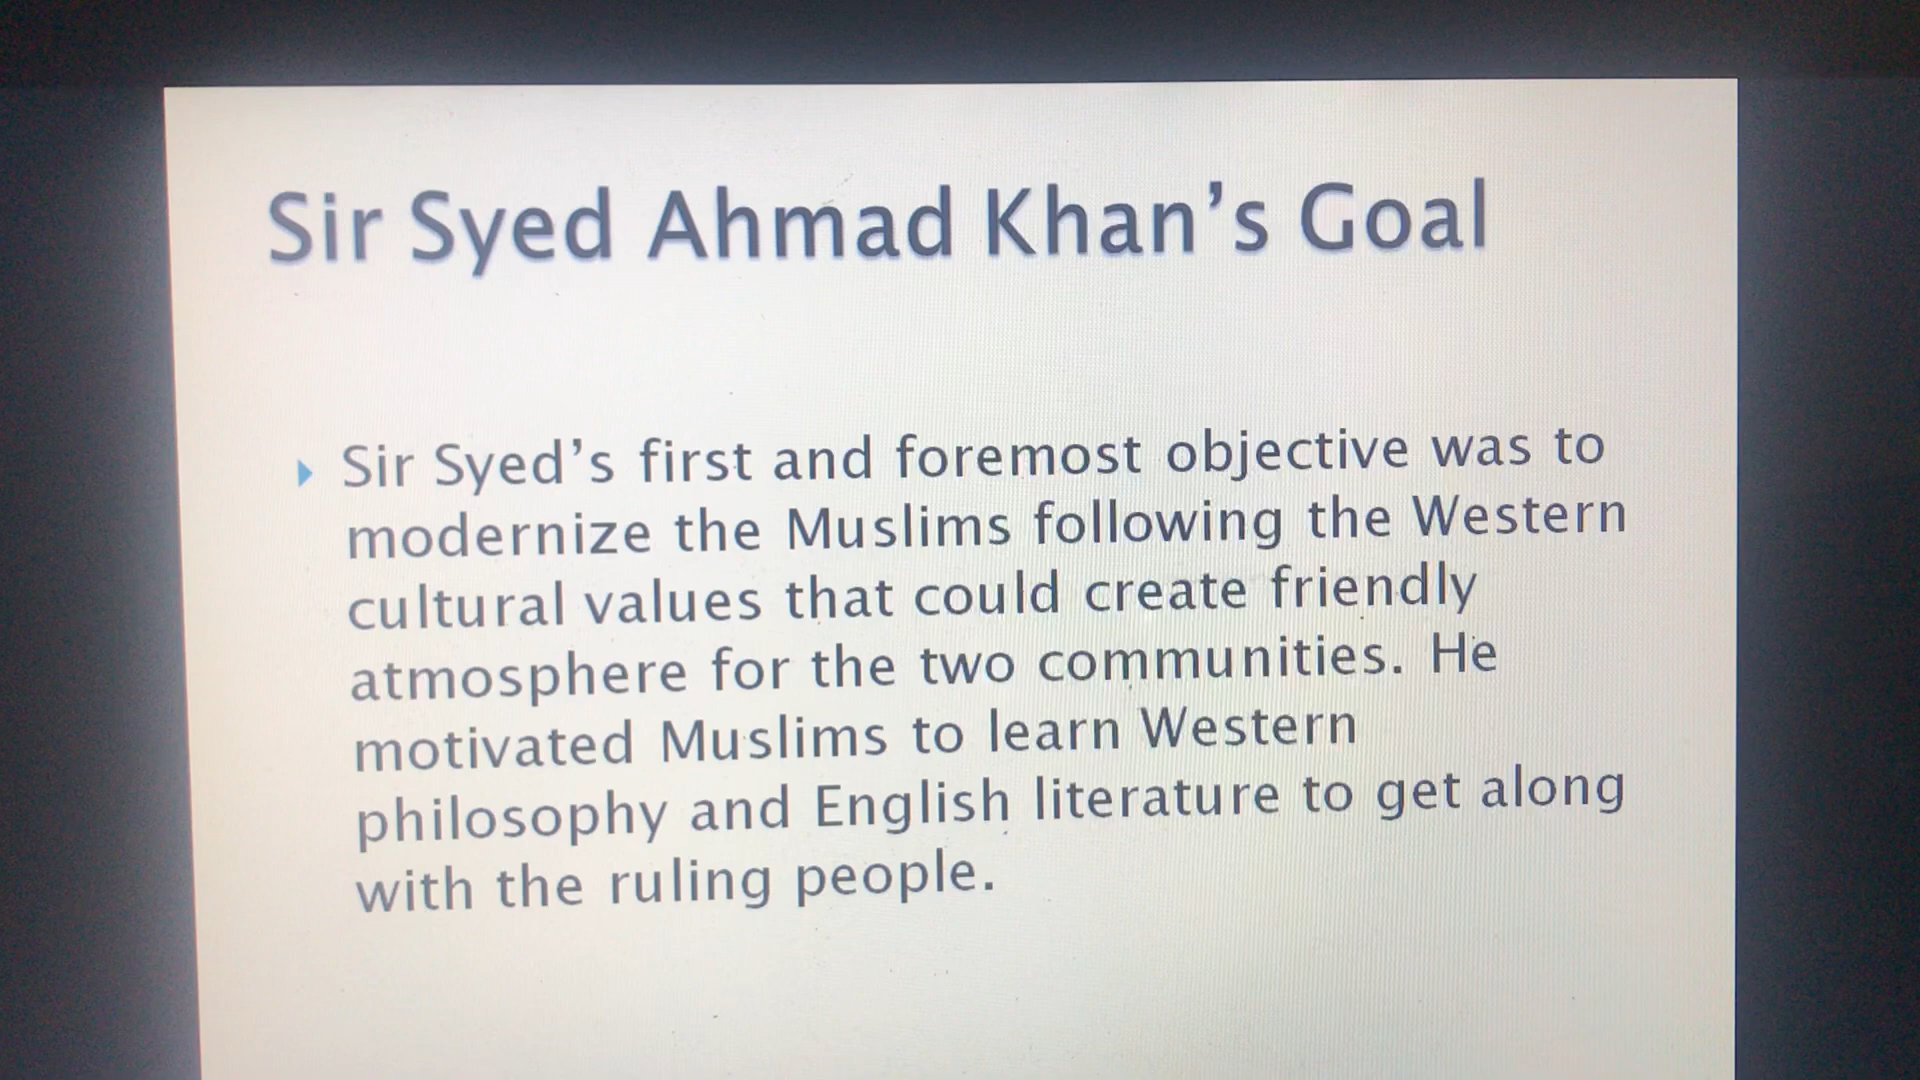 Sir Syed Ahmad Khan’s Goal
Sir Syed’s first and foremost objective was to
modernize the Muslims following the Western
cultural values that could create friendly
atmosphere for the two communities. He
motivated Muslims to learn Western
philosophy and English literature to get along
with the ruling people.